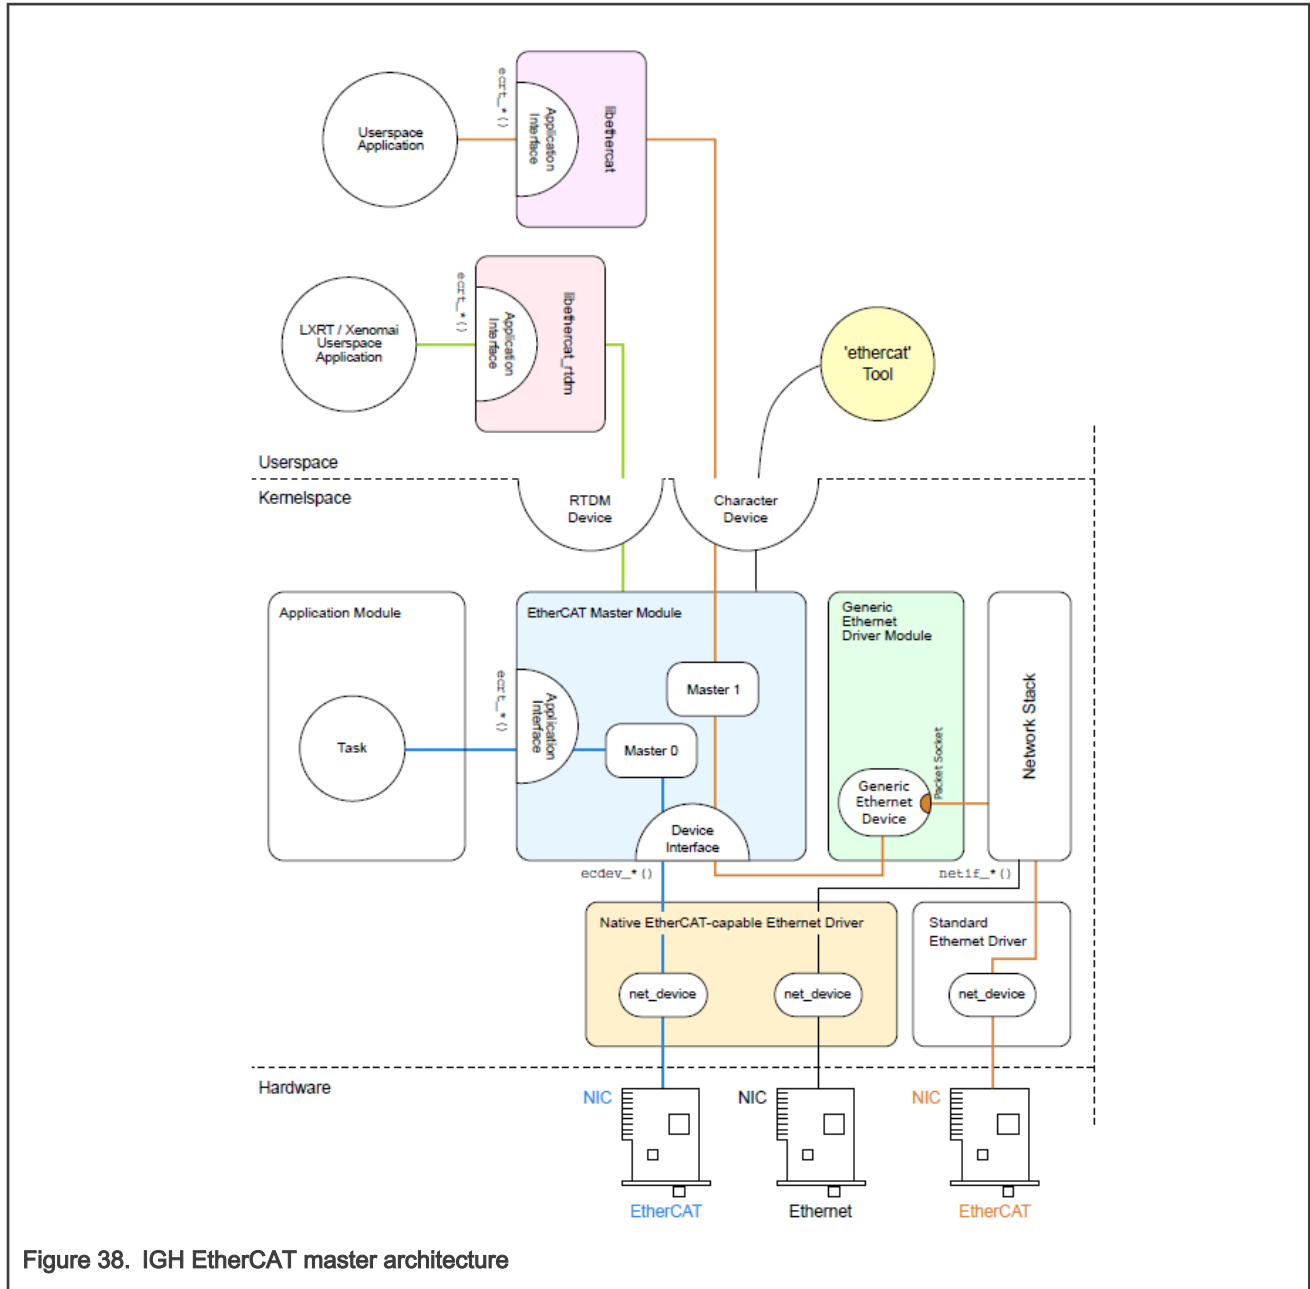 ecrt_*()
Application
Interface
libethercat
Userspace
Application
ecrt_*()
Application
Interface
libethercat_rtdm
LXRT / Xenomai
Userspace
Application
'ethercat'
Tool
Userspace
Kernelspace
RTDM
Device
Character
Device
Application Module
EtherCAT Master Module
Generic
Ethernet
Driver Module
Network Stack
ecrt_*()
Application
Interface
Master 1
Master 0
Task
Packet Socket
Generic
Ethernet
Device
Device
Interface
ecdev_*()
netif_*()
Native EtherCAT-capable Ethernet Driver
Standard
Ethernet Driver
net_device
net_device
net_device
Hardware
NIC
NIC
NIC
EtherCAT
Ethernet
EtherCAT
Figure 38. IGH EtherCAT master architecture